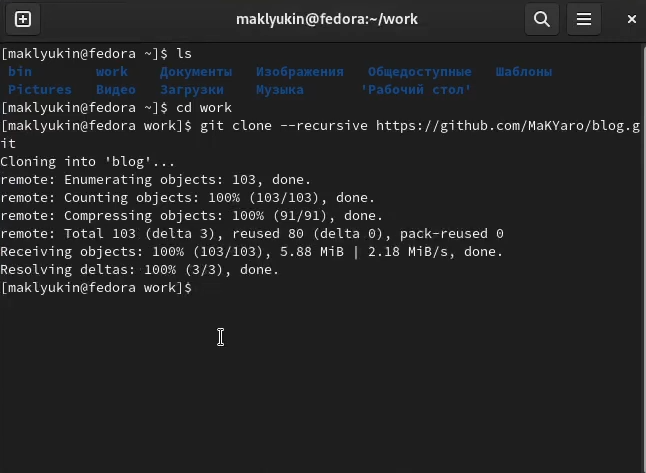 maklyukin@fedora:~/work
[maklyukin@fedora ~]$ ls
bin work Документы Изображения Общедоступные Шаблоны
Pictures Видео Загрузки Музыка 'Рабочий стол'
[maklyukin@fedora ~]$ cd work
[maklyukin@fedora work]$ git clone --recursive https://github.com/MaKYaro/blog.g
it
Cloning into 'blog'...
remote: Enumerating objects: 103, done.
remote: Counting objects: 100% (103/103), done.
remote: Compressing objects: 100% (91/91), done.
remote: Total 103 (delta 3), reused 80 (delta 0), pack-reused 0
Receiving objects: 100% (103/103), 5.88 MiB | 2.18 MiB/s, done.
Resolving deltas: 100% (3/3), done.
[maklyukin@fedora work]$